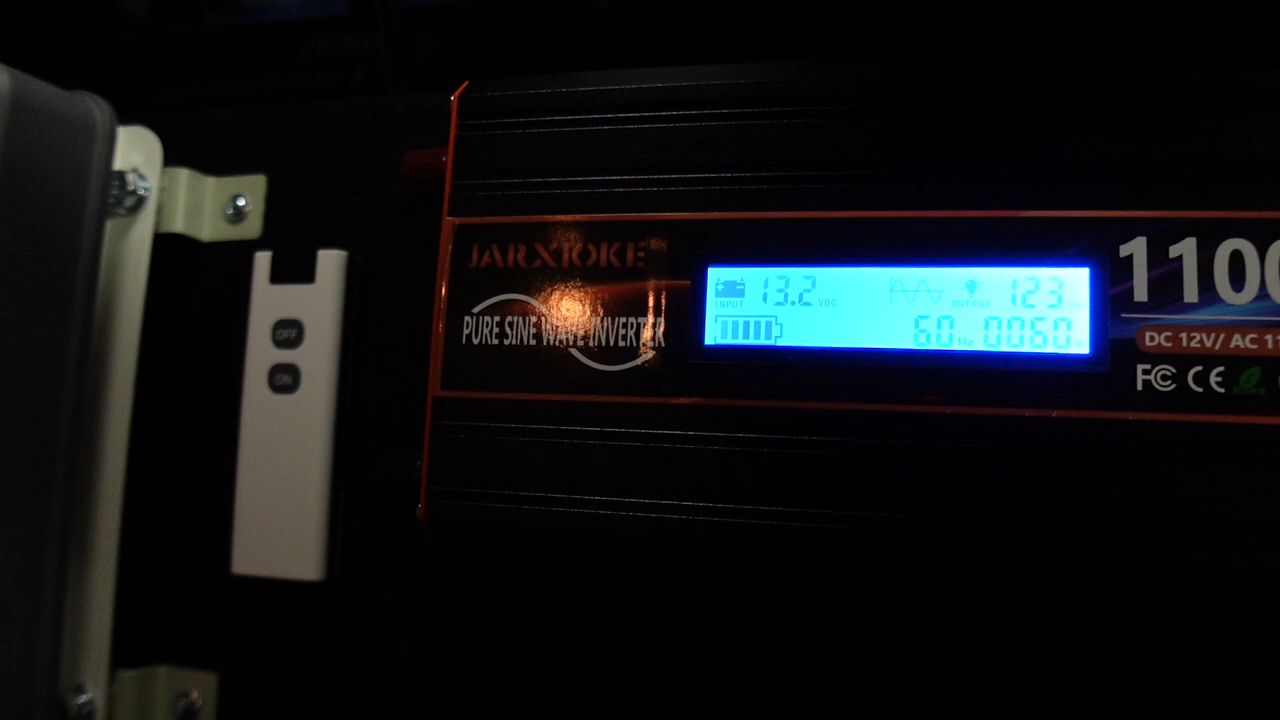 OFF
ON
JARXIOKE
PURE SINE WAVE INVERTER
INPUT 13.2 VDC
OUTPUT 123
60 Hz 0060
1100
DC 12V/ AC 11
FC CE